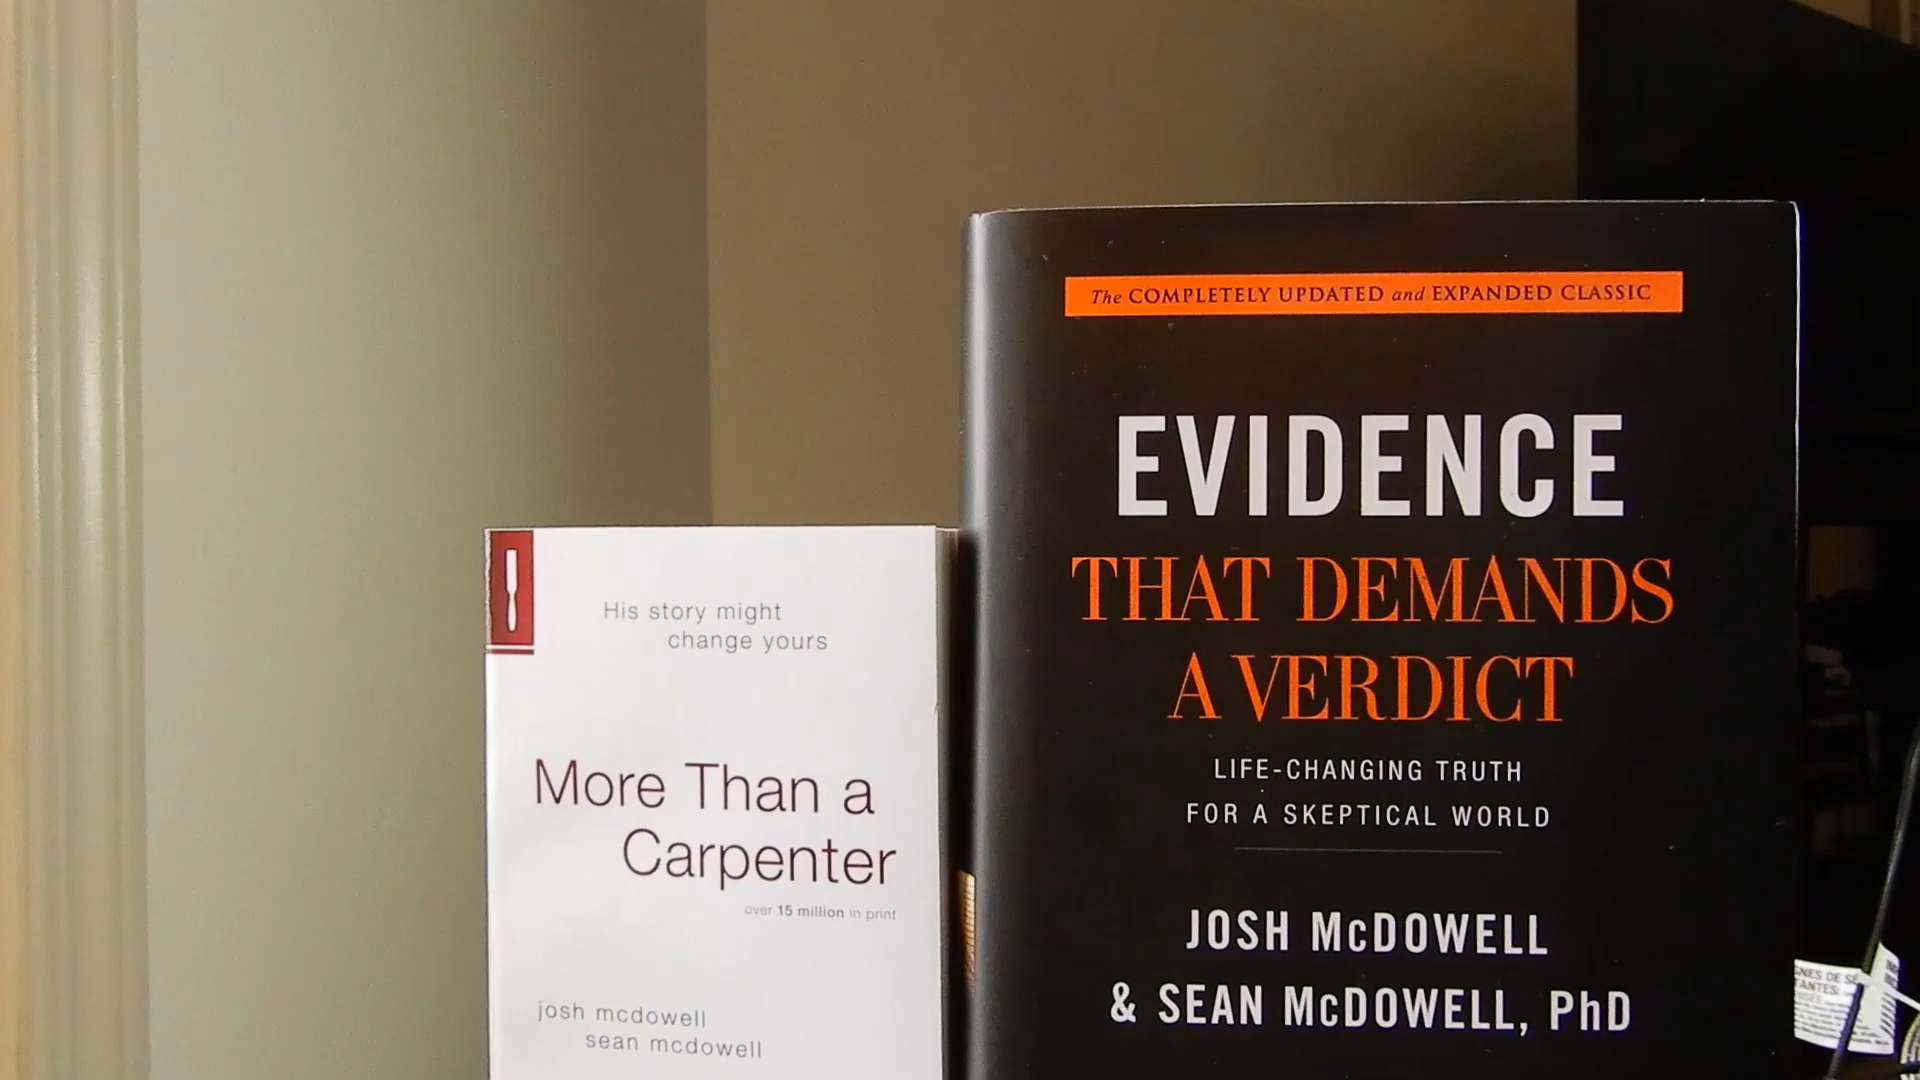 His story might
change yours
More Than a
Carpenter
over 15 million in print
josh mcdowell
sean mcdowell
The COMPLETELY UPDATED and EXPANDED CLASSIC
EVIDENCE
THAT DEMANDS
A VERDICT
LIFE-CHANGING TRUTH
FOR A SKEPTICAL WORLD
JOSH McDOWELL
& SEAN McDOWELL, PhD